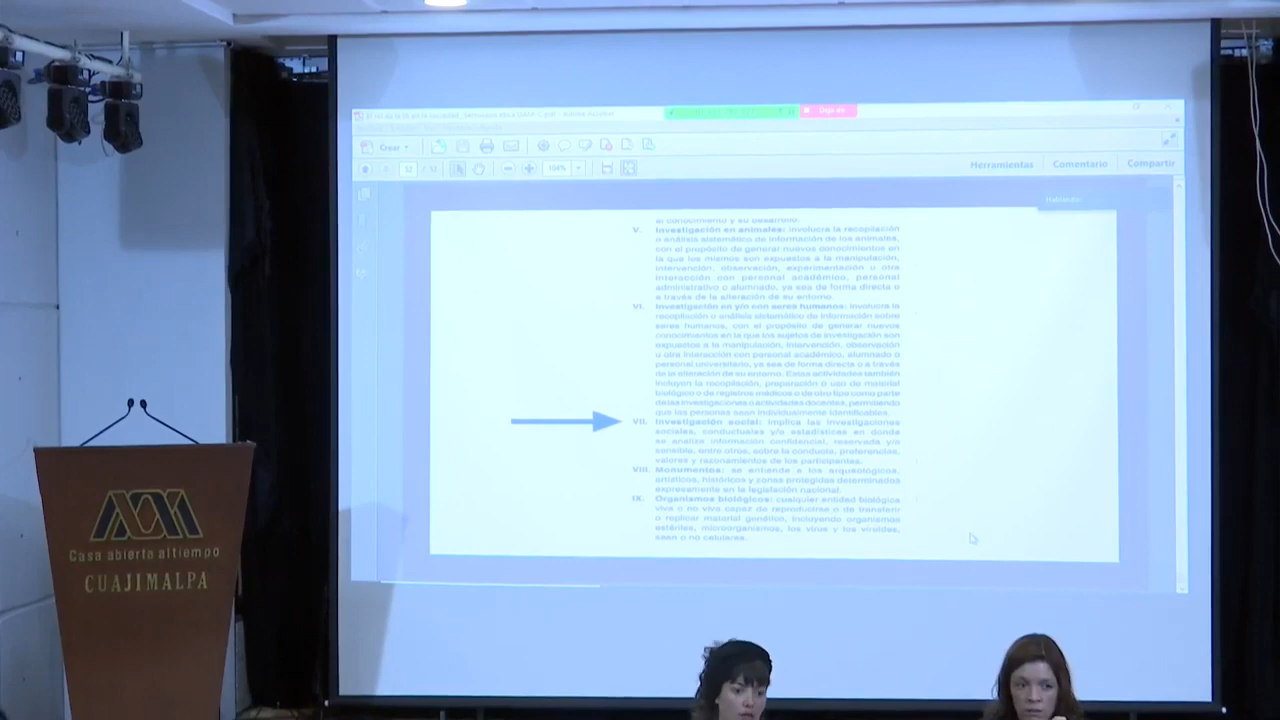 Crear
32 / 32
104%
Herramientas
Comentario
Compartir
Hablando:
al conocimiento y su desarrollo.
V. Investigación en animales: involucra la recopilación
o análisis sistemático de información de los animales,
con el propósito de generar nuevos conocimientos en
la que los mismos son expuestos a la manipulación,
intervención, observación, experimentación u otra
interacción con personal académico, personal
administrativo o alumnado, ya sea de forma directa o
a través de la alteración de su entorno.
VI. Investigación en y/o con seres humanos: involucra la
recopilación o análisis sistemático de información sobre
seres humanos, con el propósito de generar nuevos
conocimientos en la que los sujetos de investigación son
expuestos a la manipulación, intervención, observación
u otra interacción con personal académico, alumnado o
personal universitario, ya sea de forma directa o a través
de la alteración de su entorno. Estas actividades también
incluyen la recopilación, preparación o uso de material
biológico o de registros médicos o de otro tipo como parte
de las investigaciones o actividades docentes, permitiendo
que las personas sean individualmente identificables.
VII. Investigación social: implica las investigaciones
sociales, conductuales y/o estadísticas en donde
se analiza información confidencial, reservada y/o
sensible, entre otros, sobre la conducta, preferencias,
valores y razonamientos de los participantes.
VIII. Monumentos: se entiende a los arqueológicos,
artísticos, históricos y zonas protegidas determinados
expresamente en la legislación nacional.
IX. Organismos biológicos: cualquier entidad biológica
viva o no viva capaz de reproducirse o de transferir
o replicar material genético, incluyendo organismos
estériles, microorganismos, los virus y los viroides,
sean o no celulares.
Casa abierta al tiempo
CUAJIMALPA